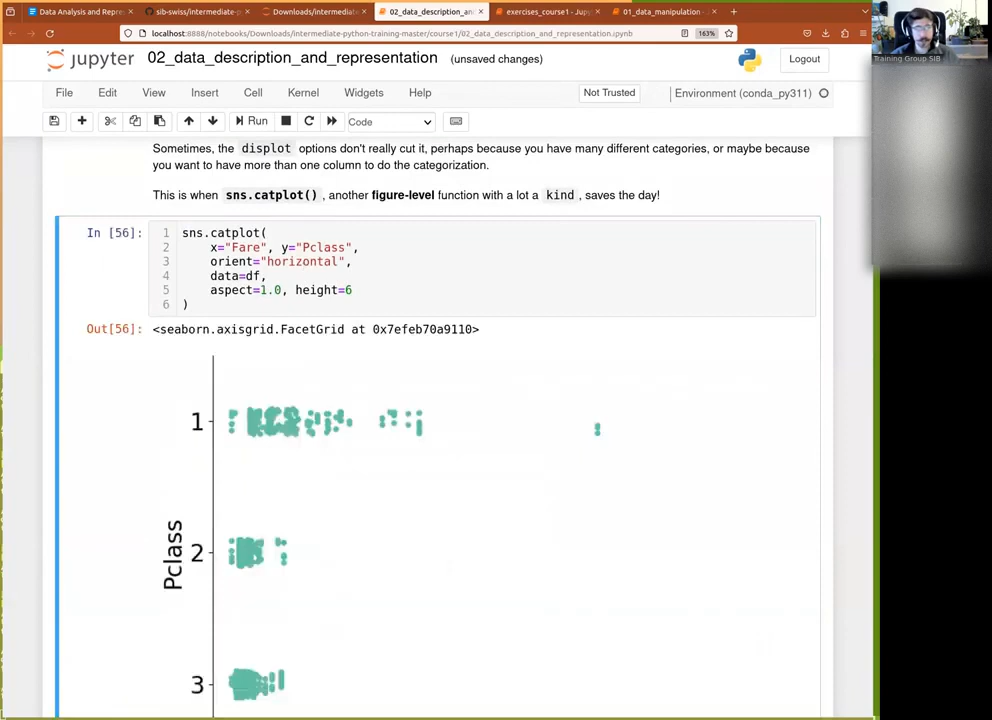 Data Analysis and Repre
sib-swiss/intermediate-p
Downloads/intermediate
02_data_description_an
exercises_course1 - Jup
01_data_manipulation -
localhost:8888/notebooks/Downloads/intermediate-python-training-master/course1/02_data_description_and_representation.ipynb
163%
Training Group SIB
jupyter
02_data_description_and_representation
(unsaved changes)
Logout
File
Edit
View
Insert
Cell
Kernel
Widgets
Help
Not Trusted
Environment (conda_py311)
Run
Code
Sometimes, the displot options don't really cut it, perhaps because you have many different categories, or maybe because
you want to have more than one column to do the categorization.
This is when sns.catplot() , another figure-level function with a lot a kind , saves the day!
In [56]:
1 sns.catplot(
2 x="Fare", y="Pclass",
3 orient="horizontal",
4 data=df,
5 aspect=1.0, height=6
6 )
Out[56]: <seaborn.axisgrid.FacetGrid at 0x7efeb70a9110>
1
Pclass
2
3